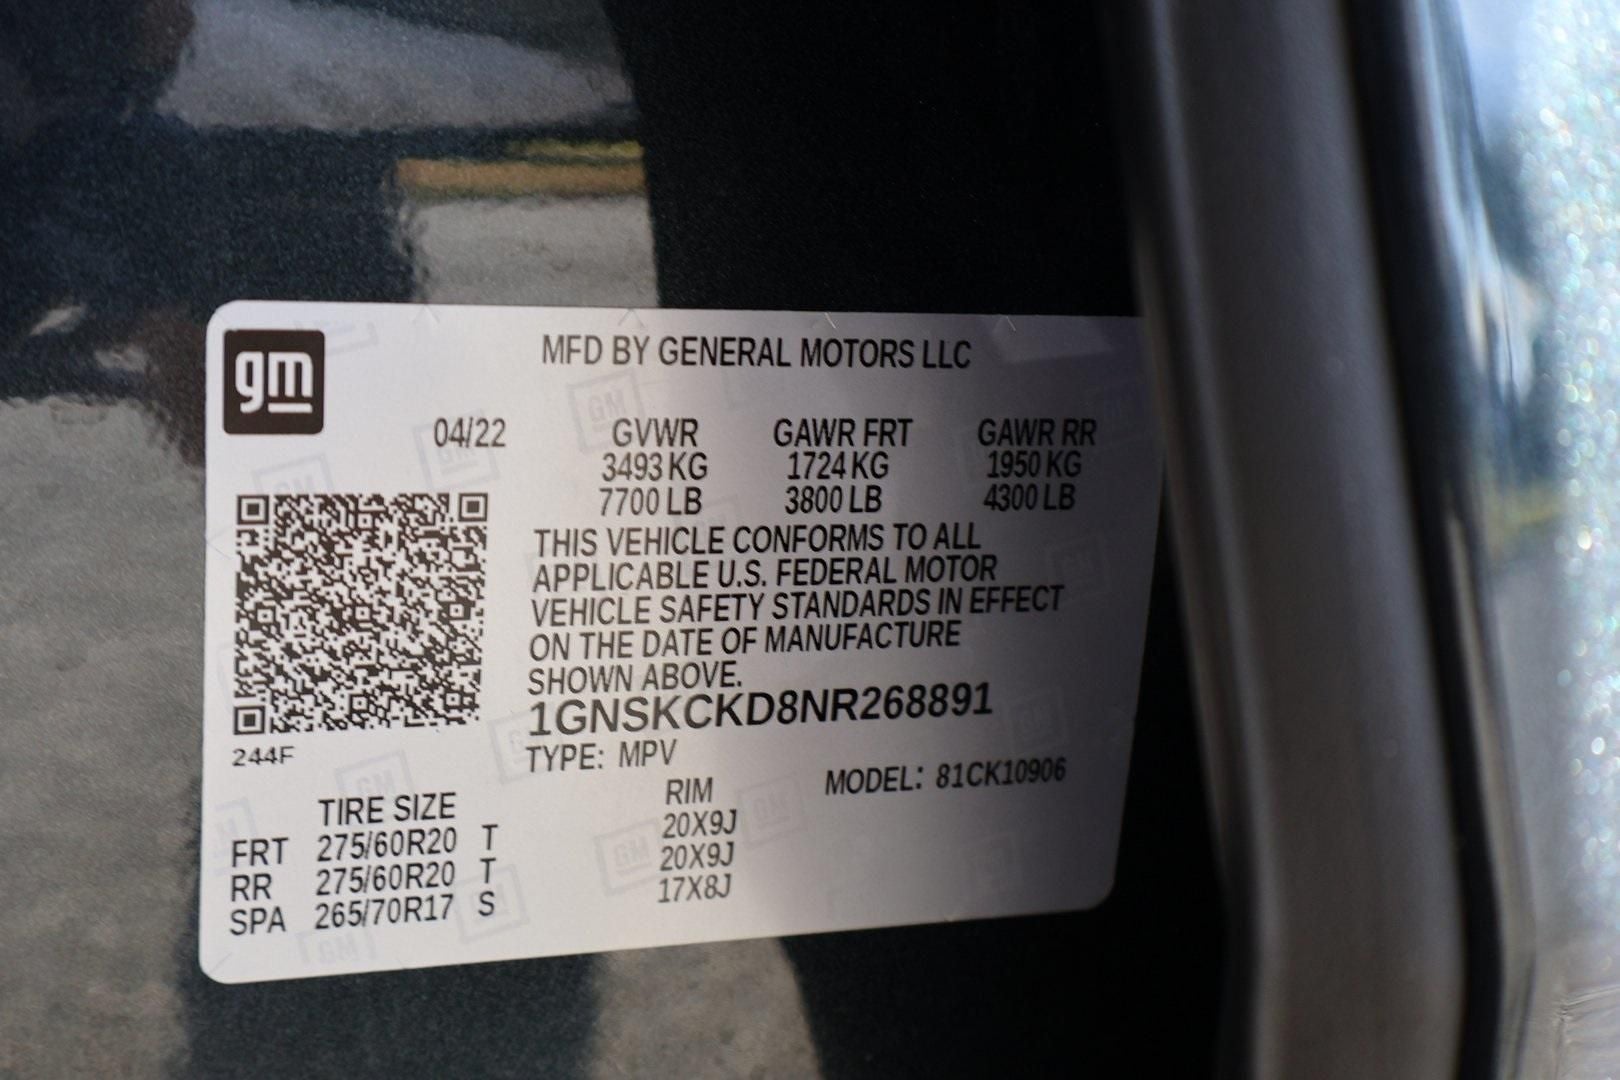 gm
MFD BY GENERAL MOTORS LLC
04/22 GVWR GAWR FRT GAWR RR
3493 KG 1724 KG 1950 KG
7700 LB 3800 LB 4300 LB
THIS VEHICLE CONFORMS TO ALL
APPLICABLE U.S. FEDERAL MOTOR
VEHICLE SAFETY STANDARDS IN EFFECT
ON THE DATE OF MANUFACTURE
SHOWN ABOVE.
1GNSKCKD8NR268891
244F
TYPE: MPV
MODEL: 81CK10906
TIRE SIZE RIM
FRT 275/60R20 T 20X9J
RR 275/60R20 T 20X9J
SPA 265/70R17 S 17X8J